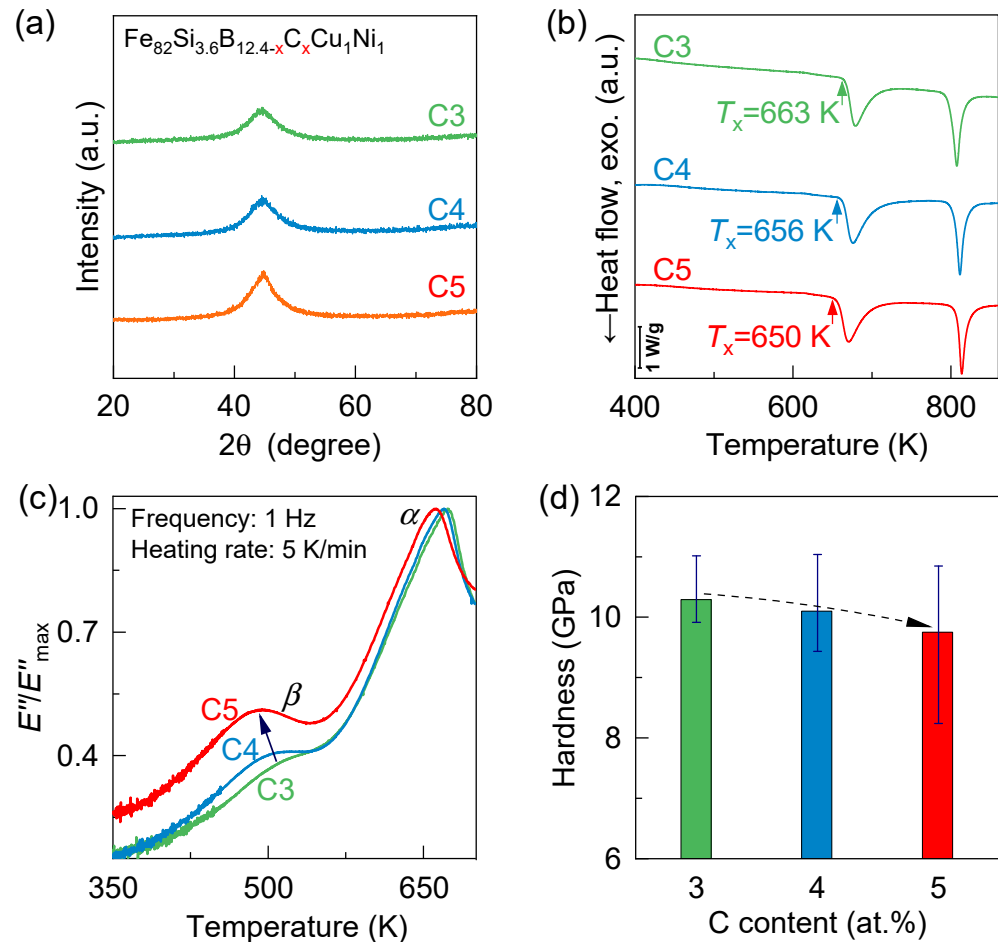 (a)
Fe82Si3.6B12.4-xCxCu1Ni1
C3
C4
C5
Intensity (a.u.)
20 40 60 80
2θ (degree)
(b)
C3
Tx=663 K
C4
Tx=656 K
C5
Tx=650 K
1 W/g
←Heat flow, exo. (a.u.)
400 600 800
Temperature (K)
(c)
Frequency: 1 Hz
Heating rate: 5 K/min
α
β
C5
C4
C3
1.0
0.7
0.4
E"/E"max
350 500 650
Temperature (K)
(d)
12
10
8
6
Hardness (GPa)
3 4 5
C content (at.%)